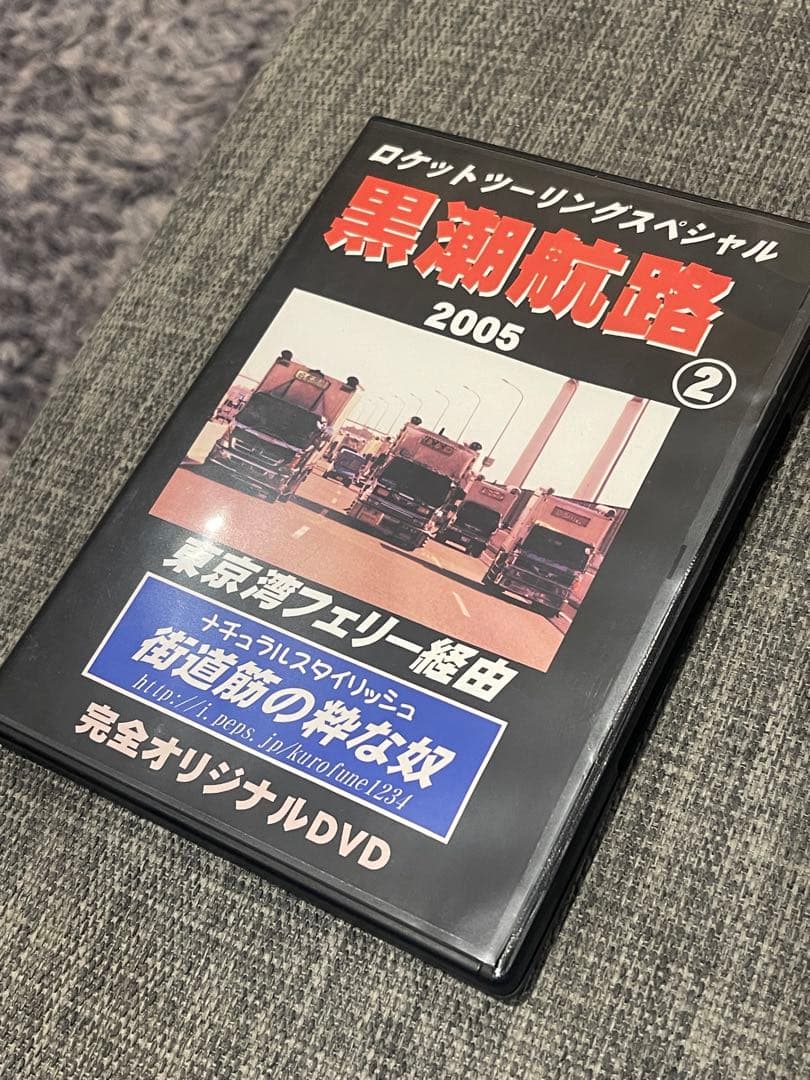 ロケットツーリングスペシャル
黒潮航路
2005
②
東京湾フェリー経由
ナチュラルスタイリッシュ
街道筋の粋な奴
http://i.peps.jp/kurofune1234
完全オリジナルDVD